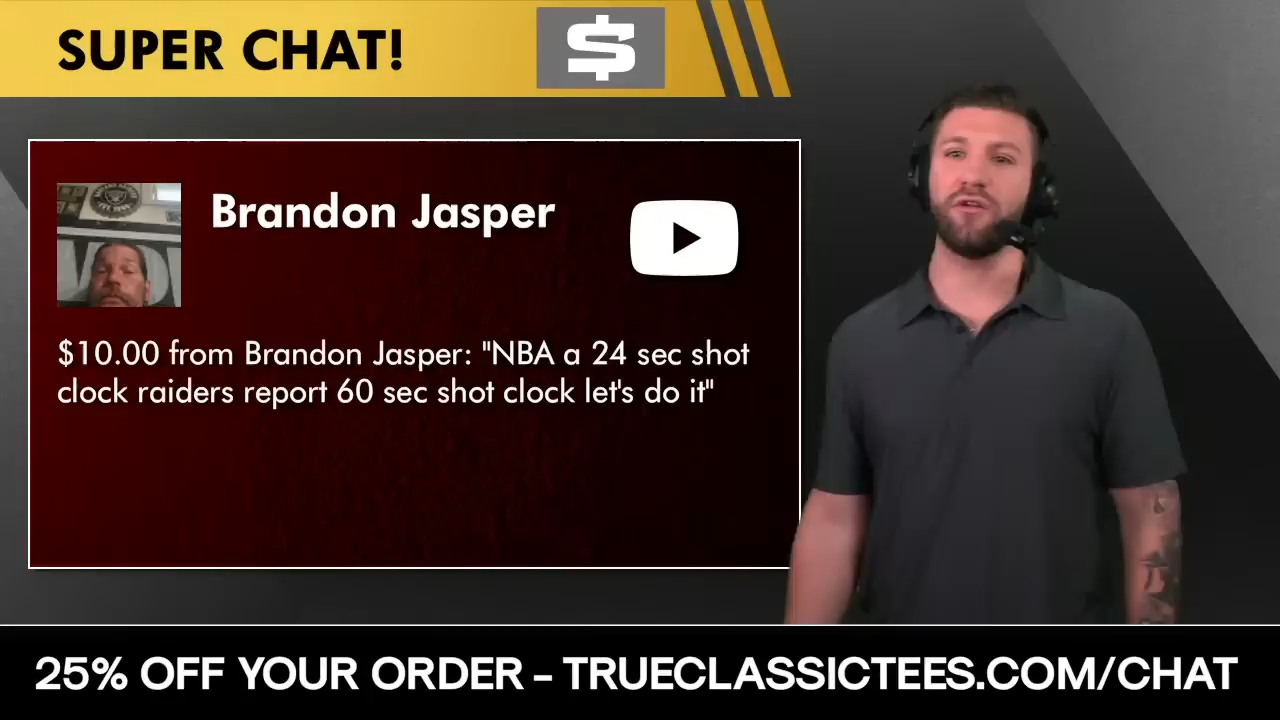 SUPER CHAT!
Brandon Jasper
$10.00 from Brandon Jasper: "NBA a 24 sec shot
clock raiders report 60 sec shot clock let's do it"
25% OFF YOUR ORDER – TRUECLASSICTEES.COM/CHAT